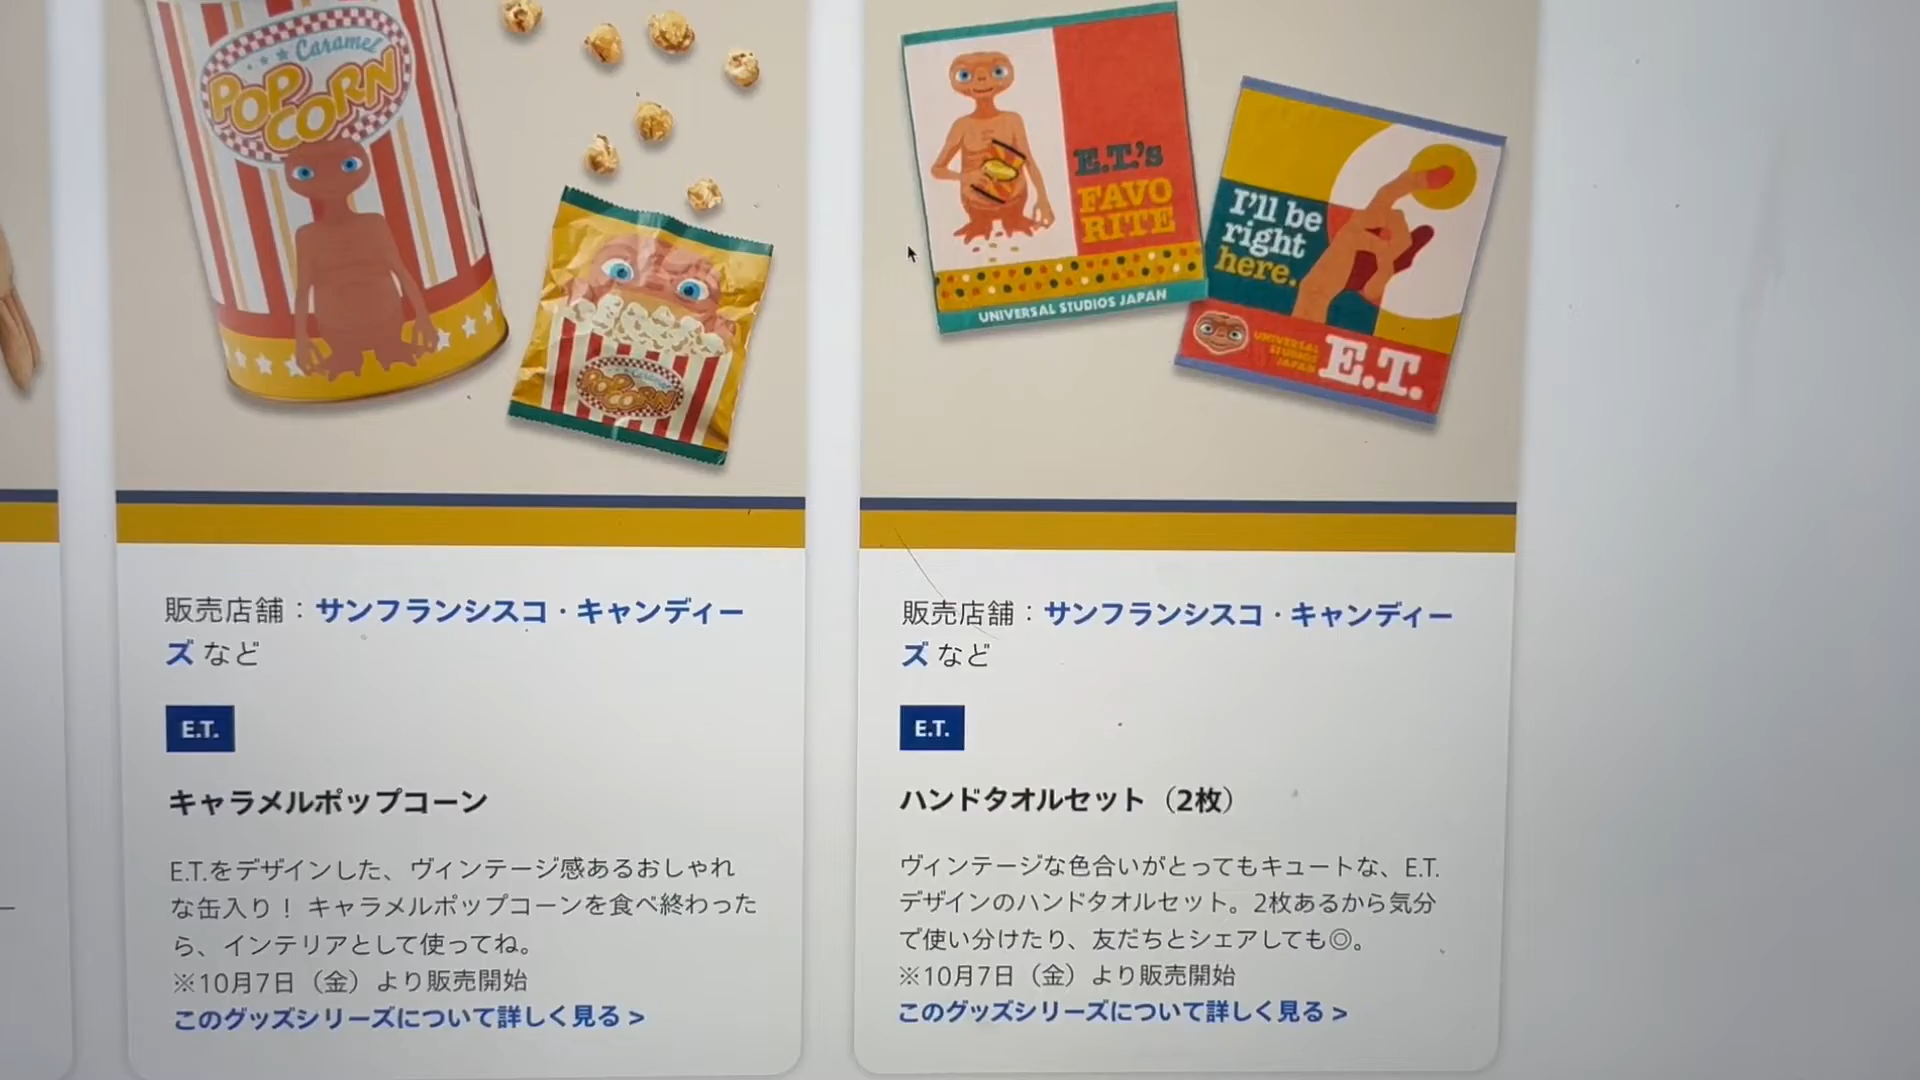 Caramel
POP
CORN
Caramel
POP
CORN
販売店舗：サンフランシスコ・キャンディー
ズ など
E.T.
キャラメルポップコーン
E.T.をデザインした、ヴィンテージ感あるおしゃれ
な缶入り！ キャラメルポップコーンを食べ終わった
ら、インテリアとして使ってね。
※10月7日（金）より販売開始
このグッズシリーズについて詳しく見る >
E.T.'s
FAVO
RITE
UNIVERSAL STUDIOS JAPAN
I'll be
right
here.
UNIVERSAL
STUDIOS
JAPAN
E.T.
販売店舗：サンフランシスコ・キャンディー
ズ など
E.T.
ハンドタオルセット（2枚）
ヴィンテージな色合いがとってもキュートな、E.T.
デザインのハンドタオルセット。2枚あるから気分
で使い分けたり、友だちとシェアしても◎。
※10月7日（金）より販売開始
このグッズシリーズについて詳しく見る >